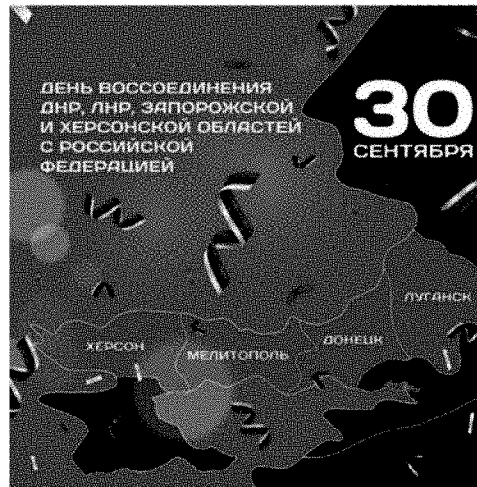 ДЕНЬ ВОССОЕДИНЕНИЯ
ДНР, ЛНР, ЗАПОРОЖСКОЙ
И ХЕРСОНСКОЙ ОБЛАСТЕЙ
С РОССИЙСКОЙ
ФЕДЕРАЦИЕЙ
30
СЕНТЯБРЯ
ЛУГАНСК
ДОНЕЦК
ХЕРСОН
МЕЛИТОПОЛЬ